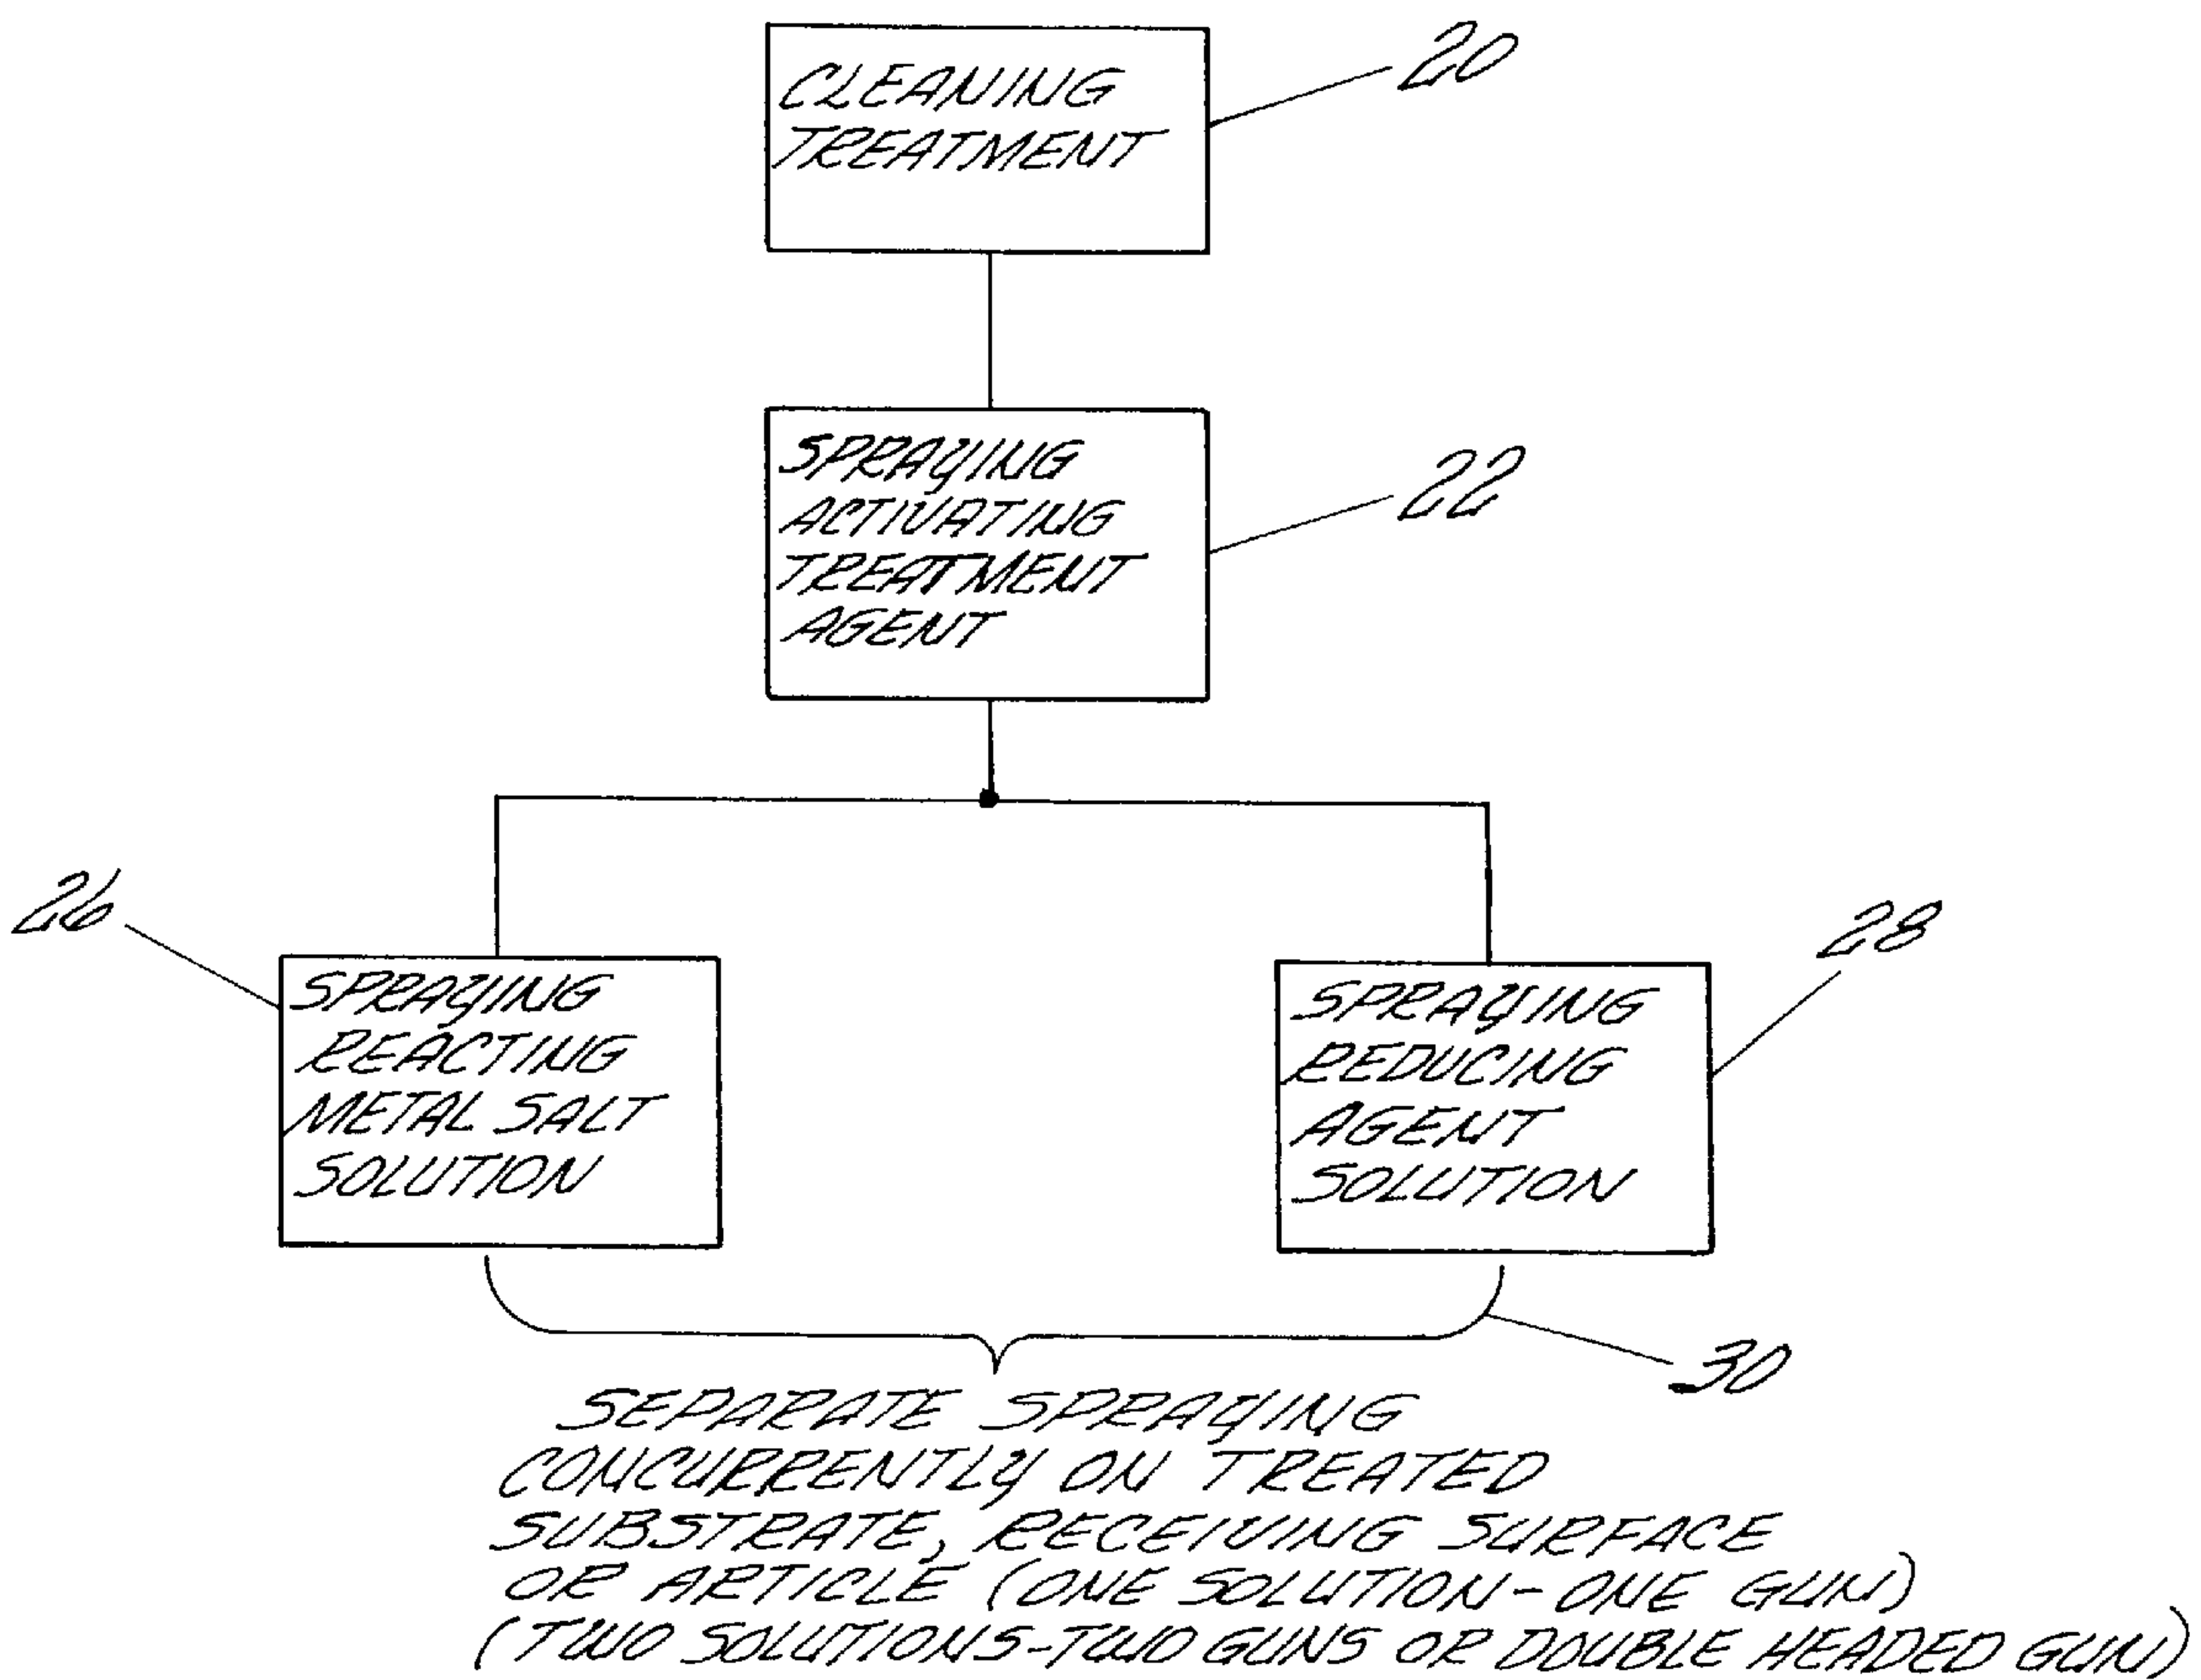 CLEANING
TREATMENT
20
SPRAYING
ACTIVATING
TREATMENT
AGENT
22
26
SPRAYING
REACTING
METAL SALT
SOLUTION
28
SPRAYING
REDUCING
AGENT
SOLUTION
30
SEPARATE SPRAYING
CONCURRENTLY ON TREATED
SUBSTRATE, RECEIVING SURFACE
OR ARTICLE (ONE SOLUTION-ONE GUN)
(TWO SOLUTIONS-TWO GUNS OR DOUBLE HEADED GUN)